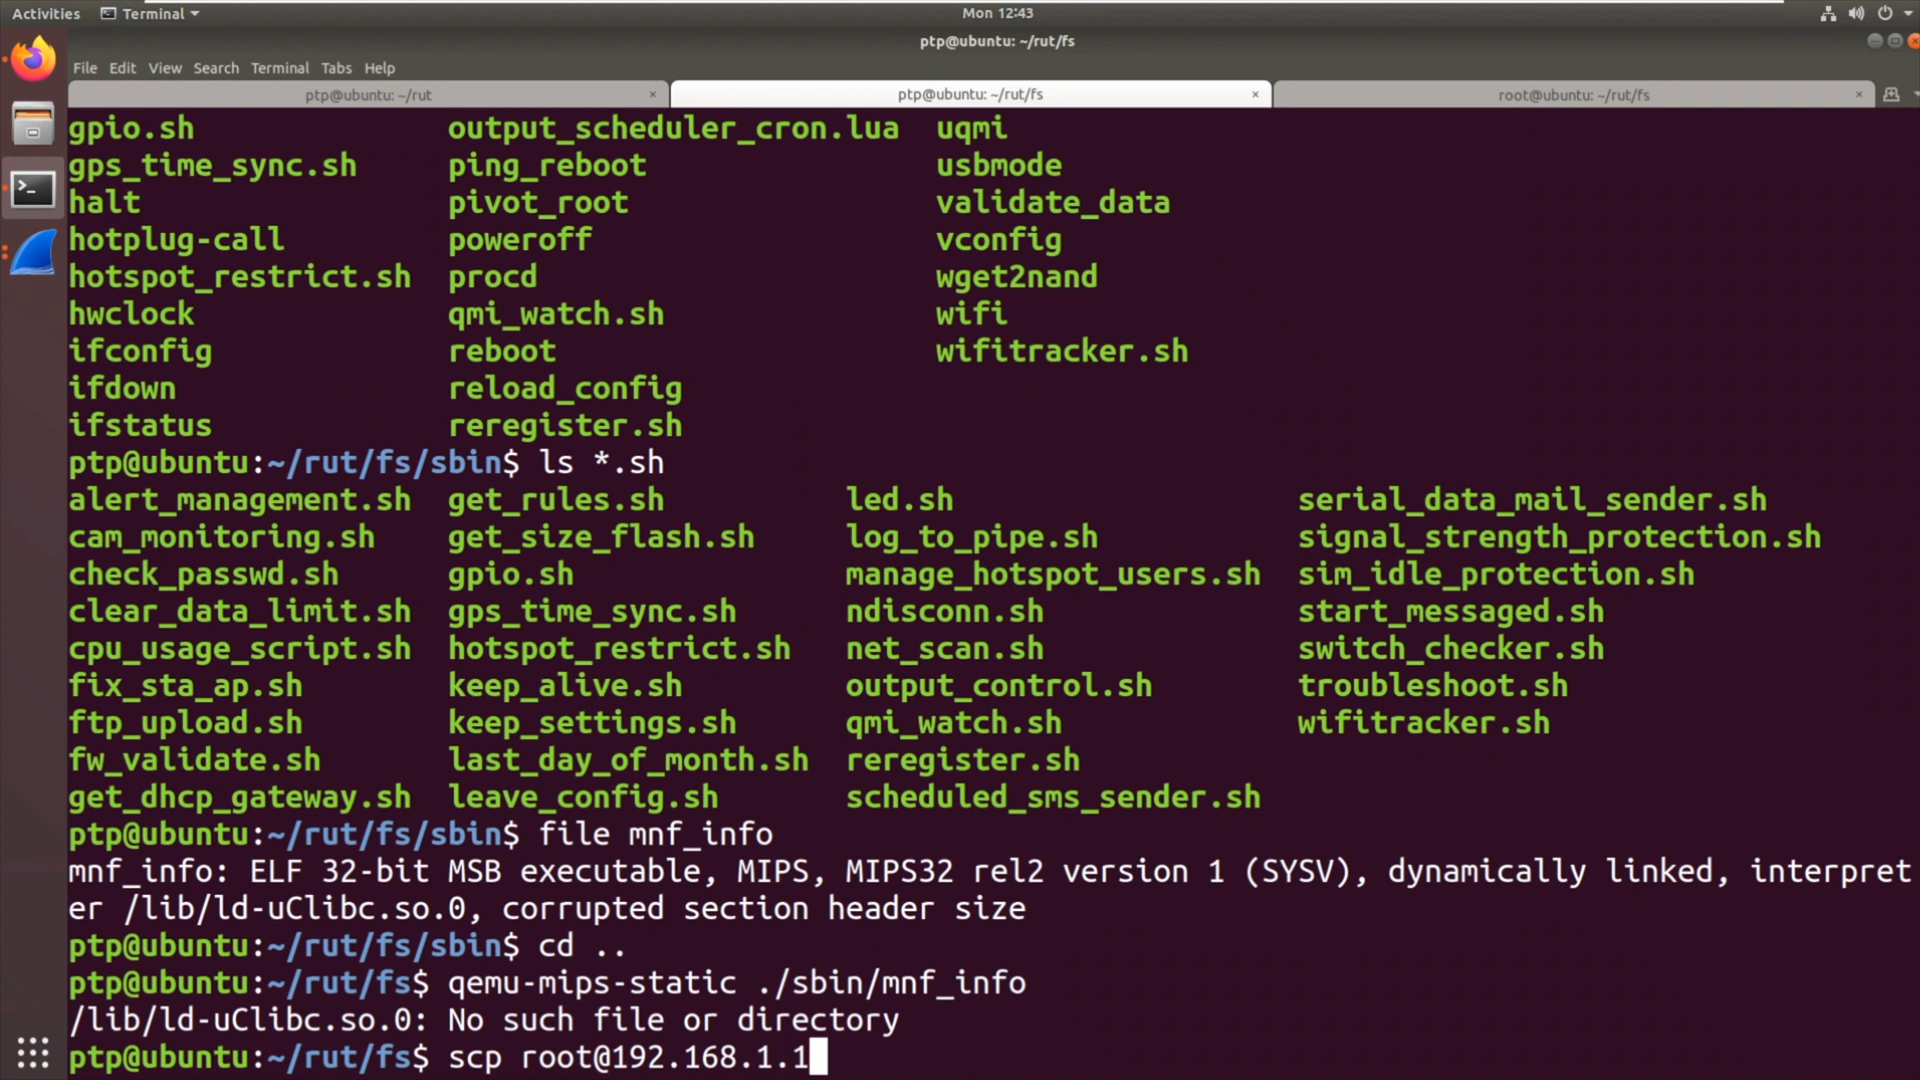 Activities Terminal Mon 12:43
ptp@ubuntu: ~/rut/fs
File Edit View Search Terminal Tabs Help
ptp@ubuntu: ~/rut × ptp@ubuntu: ~/rut/fs × root@ubuntu: ~/rut/fs ×
gpio.sh output_scheduler_cron.lua uqmi
gps_time_sync.sh ping_reboot usbmode
halt pivot_root validate_data
hotplug-call poweroff vconfig
hotspot_restrict.sh procd wget2nand
hwclock qmi_watch.sh wifi
ifconfig reboot wifitracker.sh
ifdown reload_config
ifstatus reregister.sh
ptp@ubuntu:~/rut/fs/sbin$ ls *.sh
alert_management.sh get_rules.sh led.sh serial_data_mail_sender.sh
cam_monitoring.sh get_size_flash.sh log_to_pipe.sh signal_strength_protection.sh
check_passwd.sh gpio.sh manage_hotspot_users.sh sim_idle_protection.sh
clear_data_limit.sh gps_time_sync.sh ndisconn.sh start_messaged.sh
cpu_usage_script.sh hotspot_restrict.sh net_scan.sh switch_checker.sh
fix_sta_ap.sh keep_alive.sh output_control.sh troubleshoot.sh
ftp_upload.sh keep_settings.sh qmi_watch.sh wifitracker.sh
fw_validate.sh last_day_of_month.sh reregister.sh
get_dhcp_gateway.sh leave_config.sh scheduled_sms_sender.sh
ptp@ubuntu:~/rut/fs/sbin$ file mnf_info
mnf_info: ELF 32-bit MSB executable, MIPS, MIPS32 rel2 version 1 (SYSV), dynamically linked, interpret
er /lib/ld-uClibc.so.0, corrupted section header size
ptp@ubuntu:~/rut/fs/sbin$ cd ..
ptp@ubuntu:~/rut/fs$ qemu-mips-static ./sbin/mnf_info
/lib/ld-uClibc.so.0: No such file or directory
ptp@ubuntu:~/rut/fs$ scp root@192.168.1.1